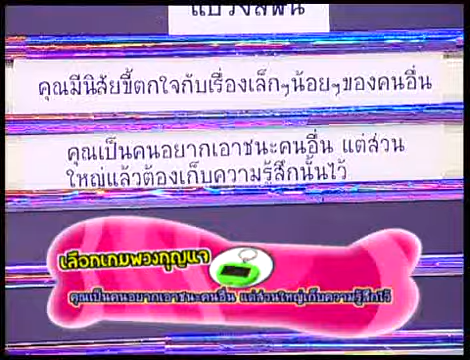 แบ่งสีพัน
คุณมีนิสัยขี้ตกใจกับเรื่องเล็กๆน้อยๆของคนอื่น
คุณเป็นคนอยากเอาชนะคนอื่น แต่ส่วน
ใหญ่แล้วต้องเก็บความรู้สึกนั้นไว้
เลือกเกมพวงกุญแจ
คุณเป็นคนอยากเอาชนะคนอื่น แต่ส่วนใหญ่เก็บความรู้สึกไว้